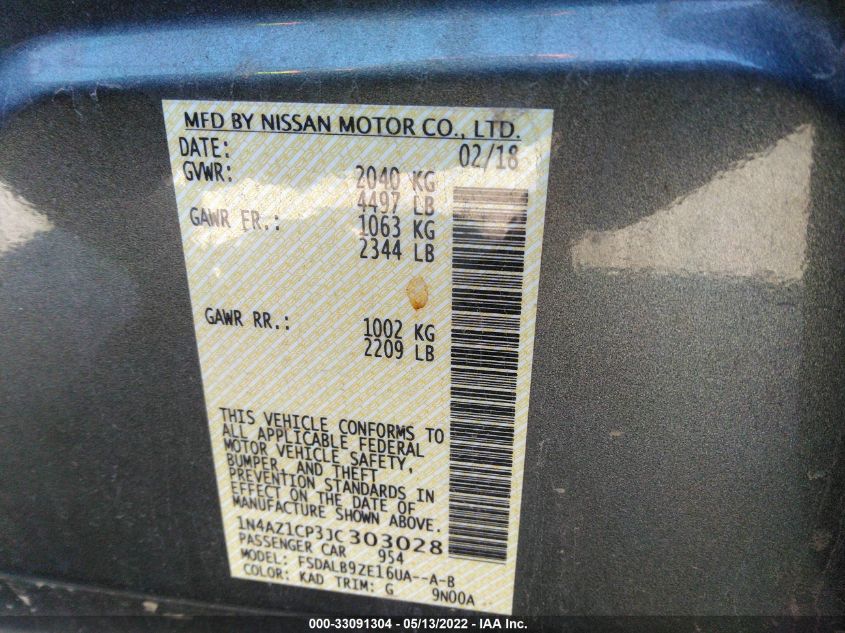 MFD BY NISSAN MOTOR CO., LTD.
DATE: 02/18
GVWR: 2040 KG
4497 LB
GAWR FR.: 1063 KG
2344 LB
GAWR RR.: 1002 KG
2209 LB
THIS VEHICLE CONFORMS TO
ALL APPLICABLE FEDERAL
MOTOR VEHICLE SAFETY,
BUMPER, AND THEFT
PREVENTION STANDARDS IN
EFFECT ON THE DATE OF
MANUFACTURE SHOWN ABOVE.
1N4AZ1CP3JC303028
PASSENGER CAR 954
MODEL: FSDALB9ZE16UA--A-B
COLOR: KAD TRIM: G 9N00A
000-33091304 - 05/13/2022 - IAA Inc.